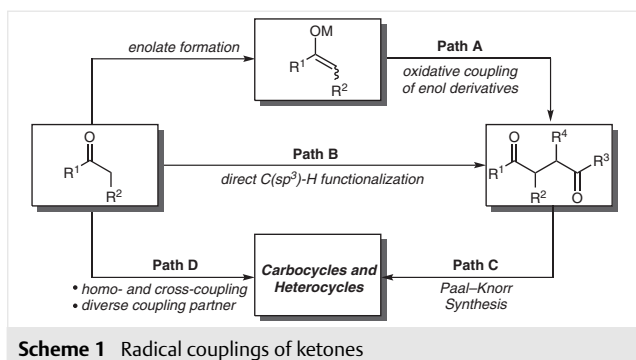 enolate formation
OM
R1
R2
Path A
oxidative coupling
of enol derivatives
O
R1
R2
Path B
direct C(sp3)-H functionalization
O
R4
R1
R3
R2
O
Path D
• homo- and cross-coupling
• diverse coupling partner
Carbocycles and
Heterocycles
Path C
Paal–Knorr
Synthesis
Scheme 1 Radical couplings of ketones